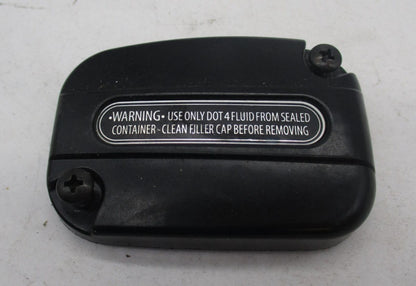 •WARNING• USE ONLY DOT 4 FLUID FROM SEALED
CONTAINER - CLEAN FILLER CAP BEFORE REMOVING